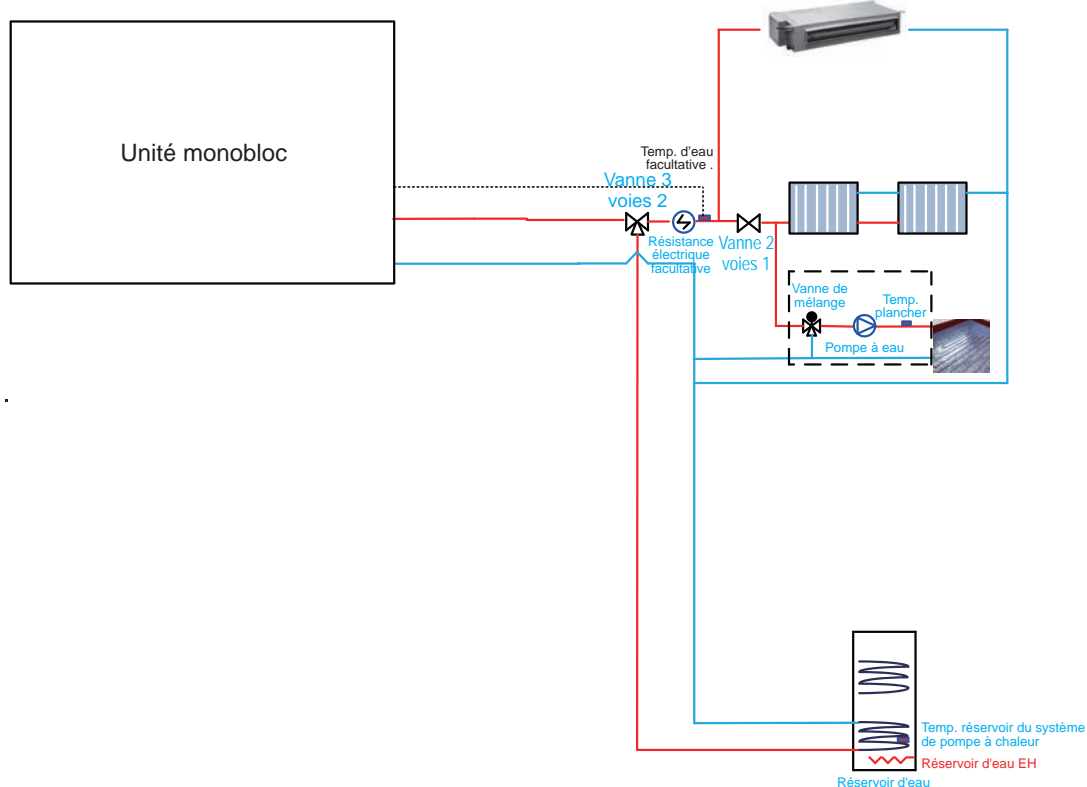 Unité monobloc
Temp. d'eau
facultative .
Vanne 3
voies 2
Résistance
électrique
facultative
Vanne 2
voies 1
Vanne de
mélange
Temp.
plancher
Pompe à eau
Temp. réservoir du système
de pompe à chaleur
Réservoir d'eau EH
Réservoir d'eau